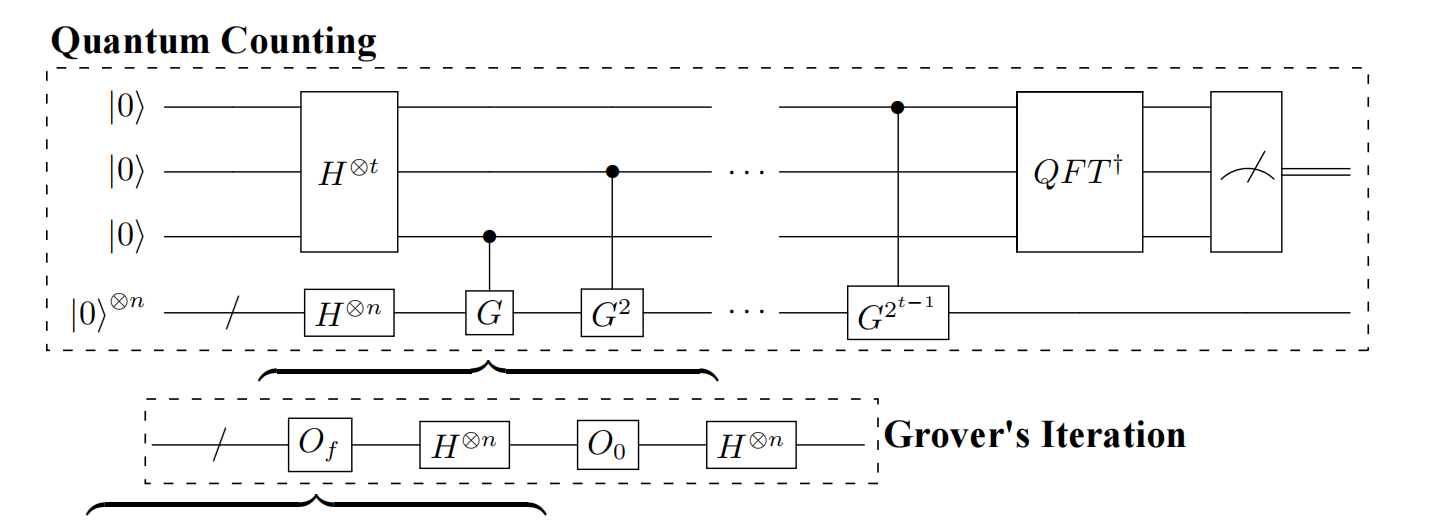 Quantum Counting
|0⟩
|0⟩ H^{⊗t} ··· QFT^†
|0⟩
|0⟩^{⊗n} H^{⊗n} G G^2 ··· G^{2^{t-1}}
O_f H^{⊗n} O_0 H^{⊗n} Grover's Iteration